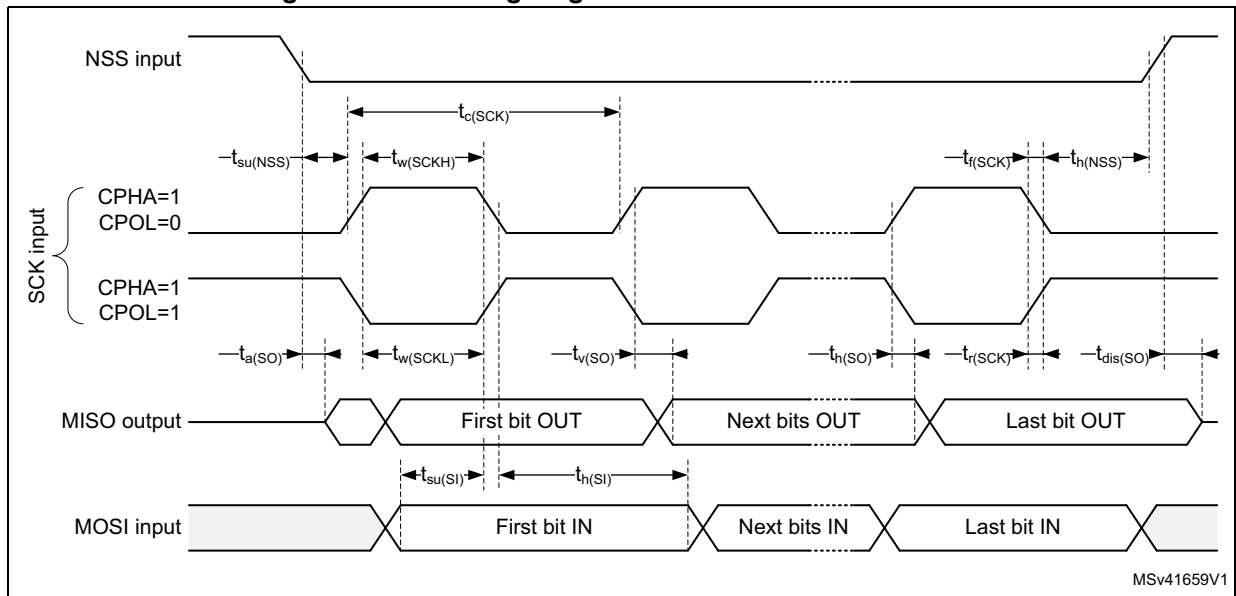 NSS input
tc(SCK)
tsu(NSS)
tw(SCKH)
tf(SCK)
th(NSS)
SCK input
CPHA=1
CPOL=0
CPHA=1
CPOL=1
ta(SO)
tw(SCKL)
tv(SO)
th(SO)
tr(SCK)
tdis(SO)
MISO output
First bit OUT
Next bits OUT
Last bit OUT
tsu(SI)
th(SI)
MOSI input
First bit IN
Next bits IN
Last bit IN
MSv41659V1